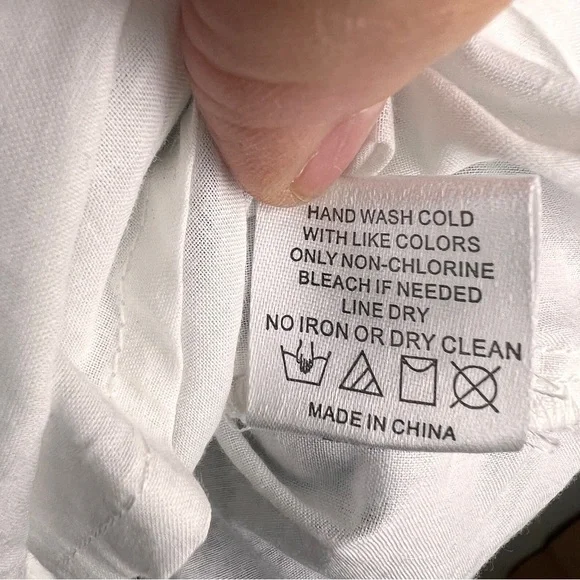 HAND WASH COLD
WITH LIKE COLORS
ONLY NON-CHLORINE
BLEACH IF NEEDED
LINE DRY
NO IRON OR DRY CLEAN
MADE IN CHINA